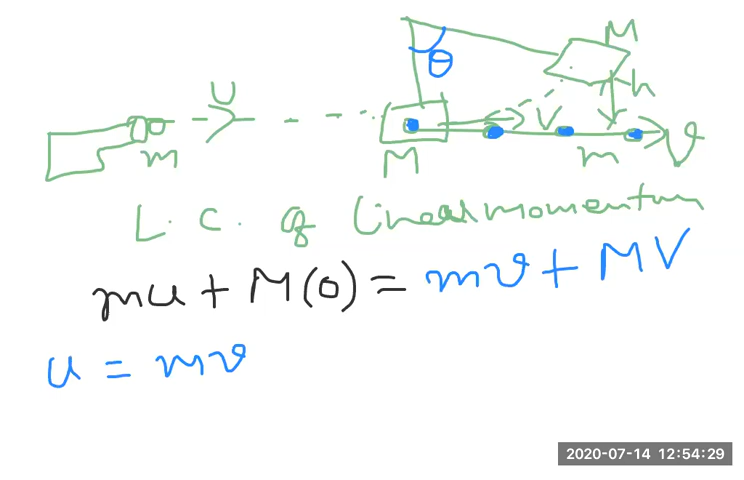 M
θ
h
U
V
m
M
m
v
L. C. of Linear momentum
mu + M(0) = mv + MV
u = mv
2020-07-14 12:54:29